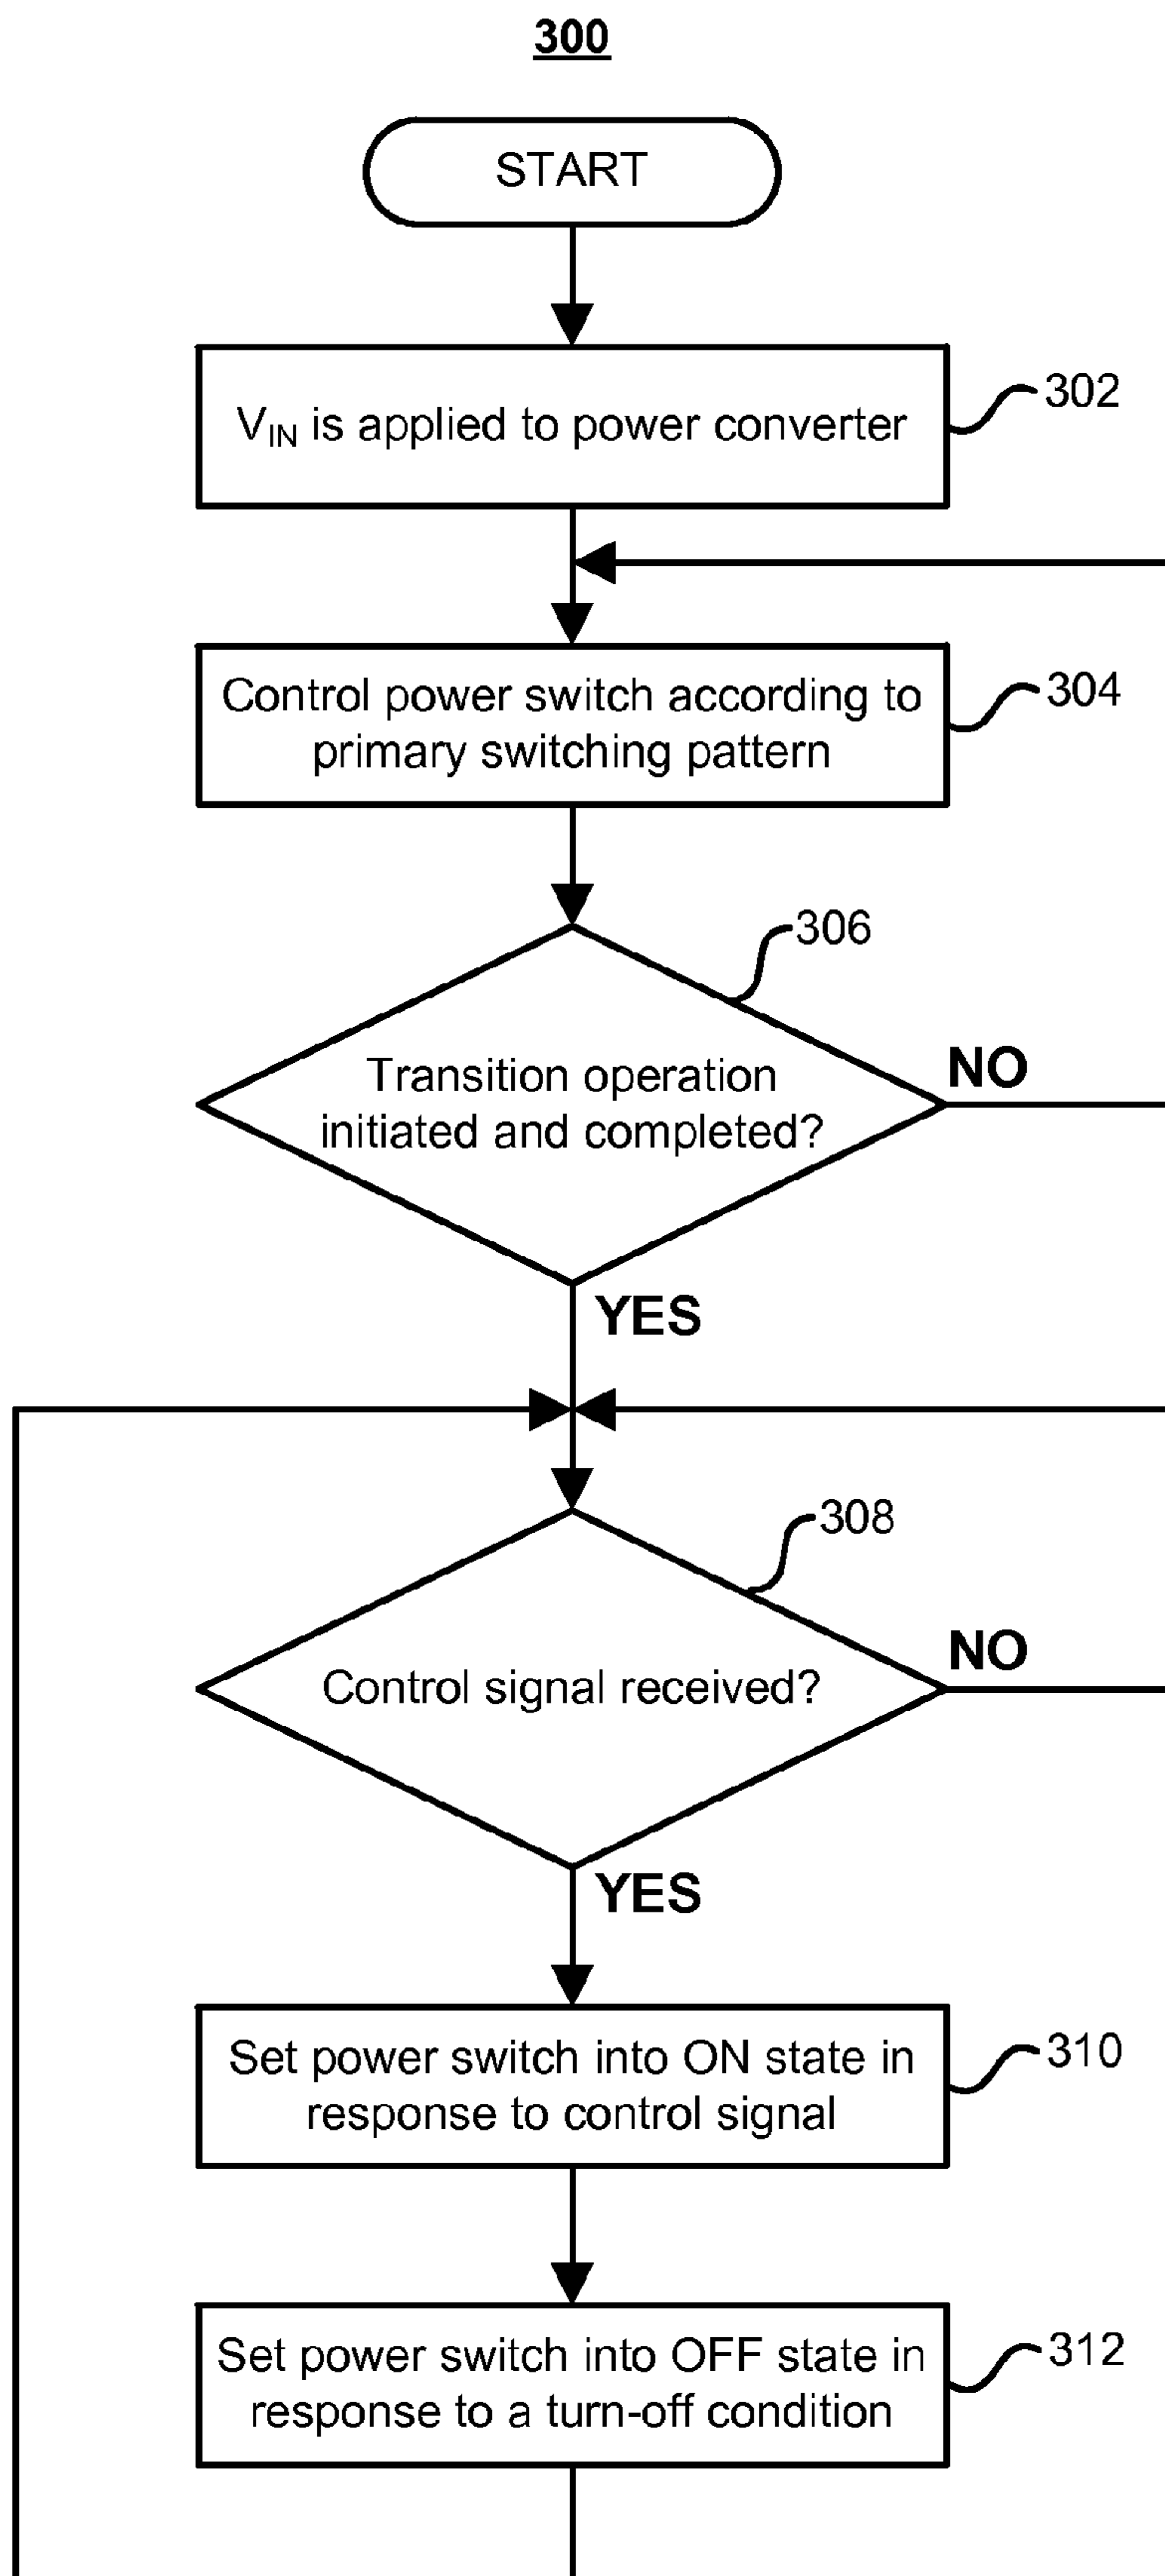 300
START
V_IN is applied to power converter
302
Control power switch according to
primary switching pattern
304
306
Transition operation
initiated and completed?
NO
YES
308
Control signal received?
NO
YES
Set power switch into ON state in
response to control signal
310
Set power switch into OFF state in
response to a turn-off condition
312